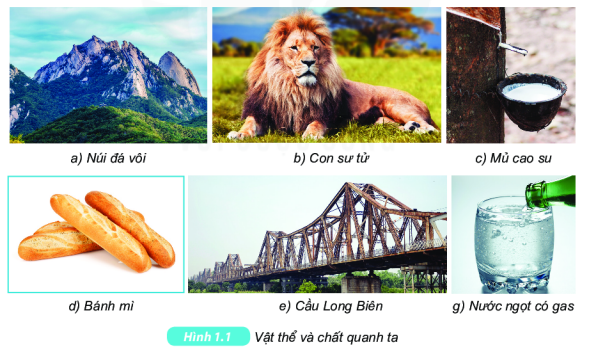 a) Núi đá vôi
b) Con sư tử
c) Mủ cao su
d) Bánh mì
e) Cầu Long Biên
g) Nước ngọt có gas
Hình 1.1 Vật thể và chất quanh ta